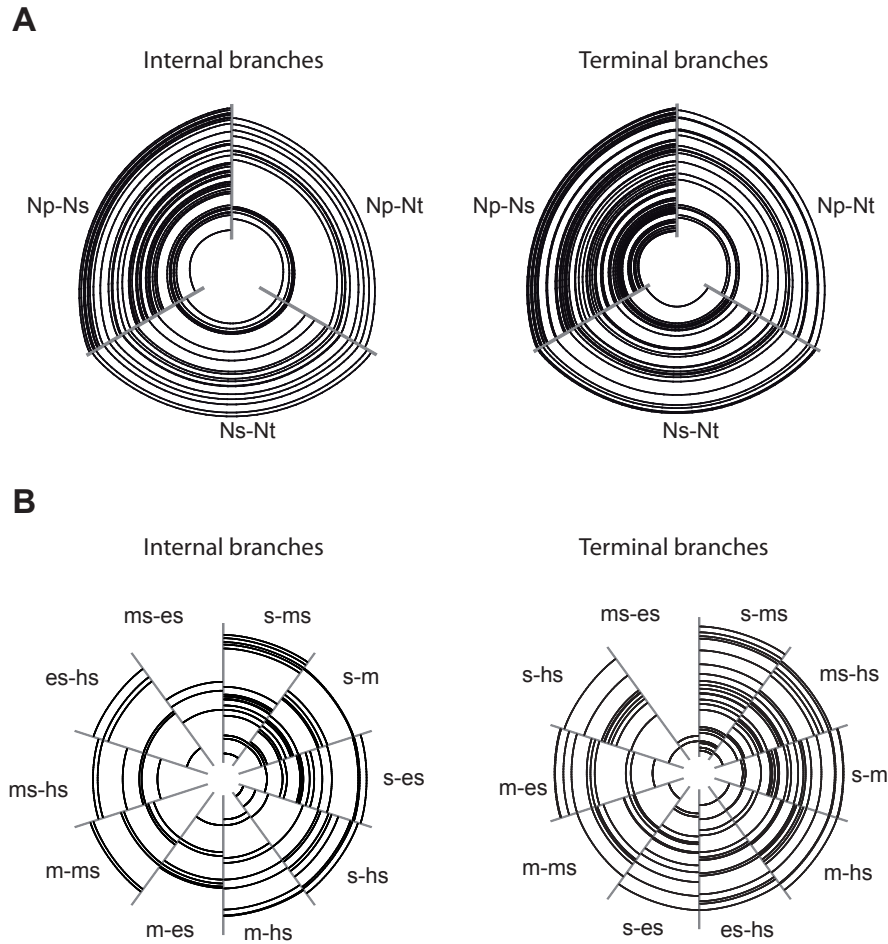 A
Internal branches
Terminal branches
Np-Ns
Np-Nt
Ns-Nt
Np-Ns
Np-Nt
Ns-Nt
B
Internal branches
Terminal branches
ms-es
s-ms
es-hs
s-m
ms-hs
s-es
m-ms
s-hs
m-es
m-hs
ms-es
s-ms
s-hs
ms-hs
m-es
s-m
m-ms
m-hs
s-es
es-hs